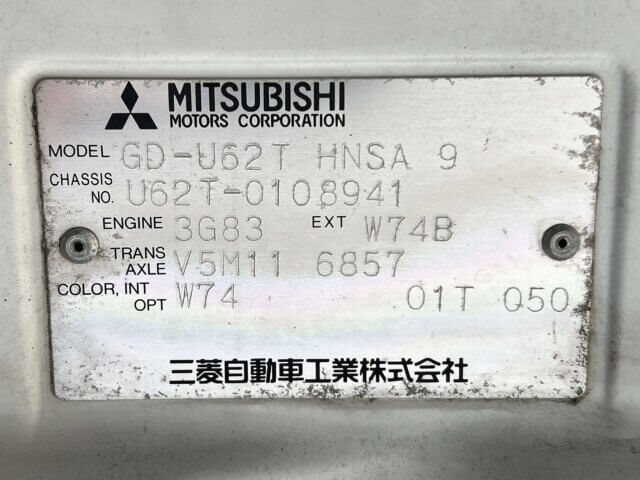 MITSUBISHI
MOTORS CORPORATION
MODEL GD-U62T HNSA 9
CHASSIS NO. U62T-0108941
ENGINE 3G83 EXT W74B
TRANS AXLE V5M11 6857
COLOR, INT OPT W74 01T 050
三菱自動車工業株式会社